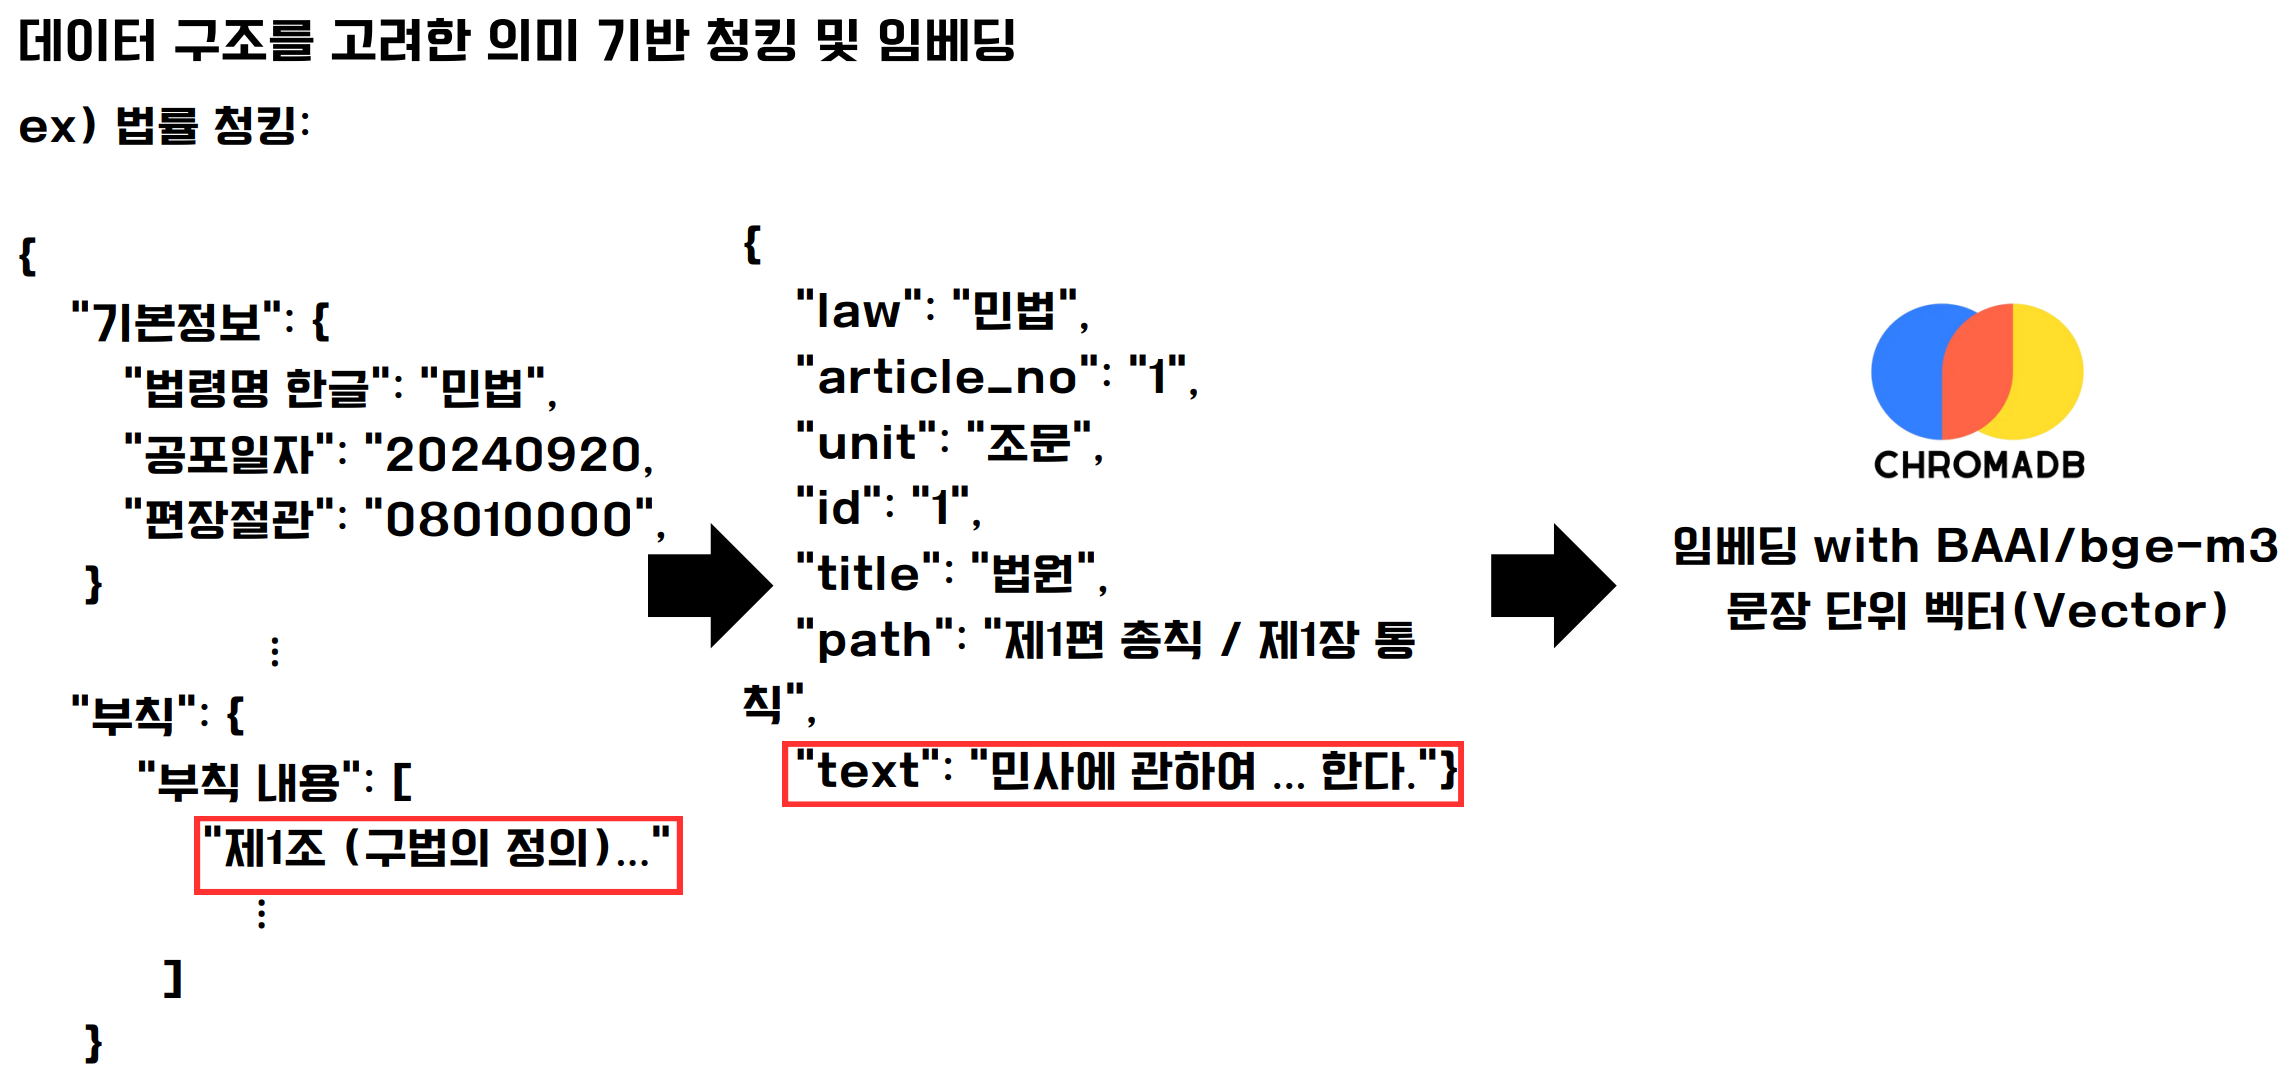 데이터 구조를 고려한 의미 기반 청킹 및 임베딩
ex) 법률 청킹:
{
"기본정보": {
"법령명 한글": "민법",
"공포일자": "20240920,
"편장절관": "08010000",
}
⋮
"부칙": {
"부칙 내용": [
"제1조 (구법의 정의)..."
⋮
]
}
{
"law": "민법",
"article_no": "1",
"unit": "조문",
"id": "1",
"title": "법원",
"path": "제1편 총칙 / 제1장 통
칙",
"text": "민사에 관하여 ... 한다."}
CHROMADB
임베딩 with BAAI/bge-m3
문장 단위 벡터(Vector)